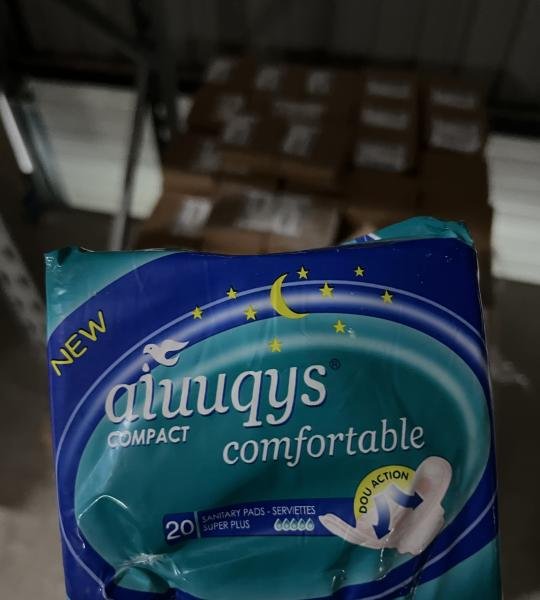 NEW
aiuuqys®
COMPACT
comfortable
DOU ACTION
20
SANITARY PADS - SERVIETTES
SUPER PLUS